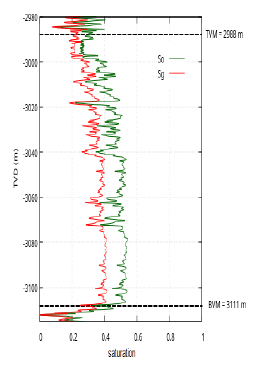 -2980
TVM = 2988 m
-3000
So
Sg
-3020
-3040
TVD (m)
-3060
-3080
-3100
BVM = 3111 m
0 0.2 0.4 0.6 0.8 1
saturation